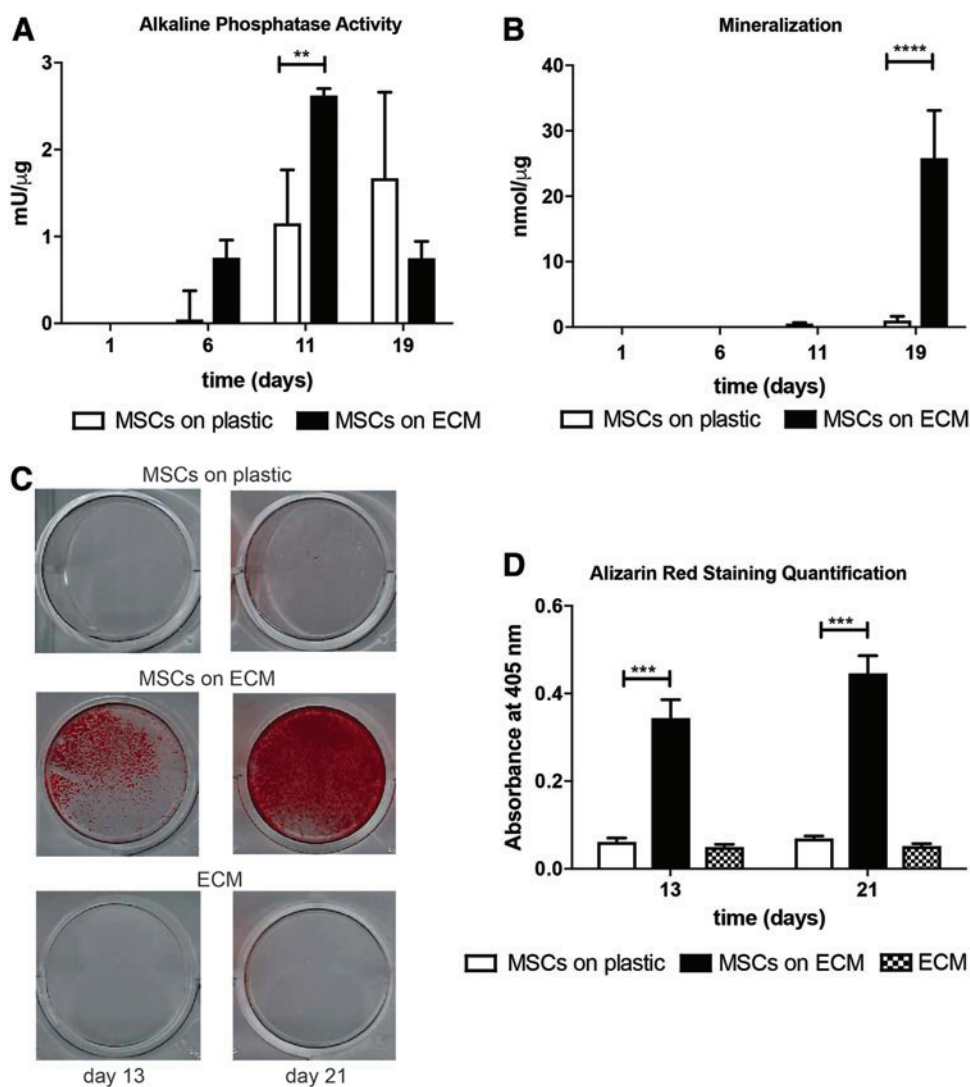 A
Alkaline Phosphatase Activity
**
3
2
1
0
mU/μg
1 6 11 19
time (days)
MSCs on plastic MSCs on ECM
B
Mineralization
****
40
30
20
10
0
nmol/μg
1 6 11 19
time (days)
MSCs on plastic MSCs on ECM
C
MSCs on plastic
MSCs on ECM
ECM
day 13 day 21
D
Alizarin Red Staining Quantification
*** ***
0.6
0.4
0.2
0.0
Absorbance at 405 nm
13 21
time (days)
MSCs on plastic MSCs on ECM ECM